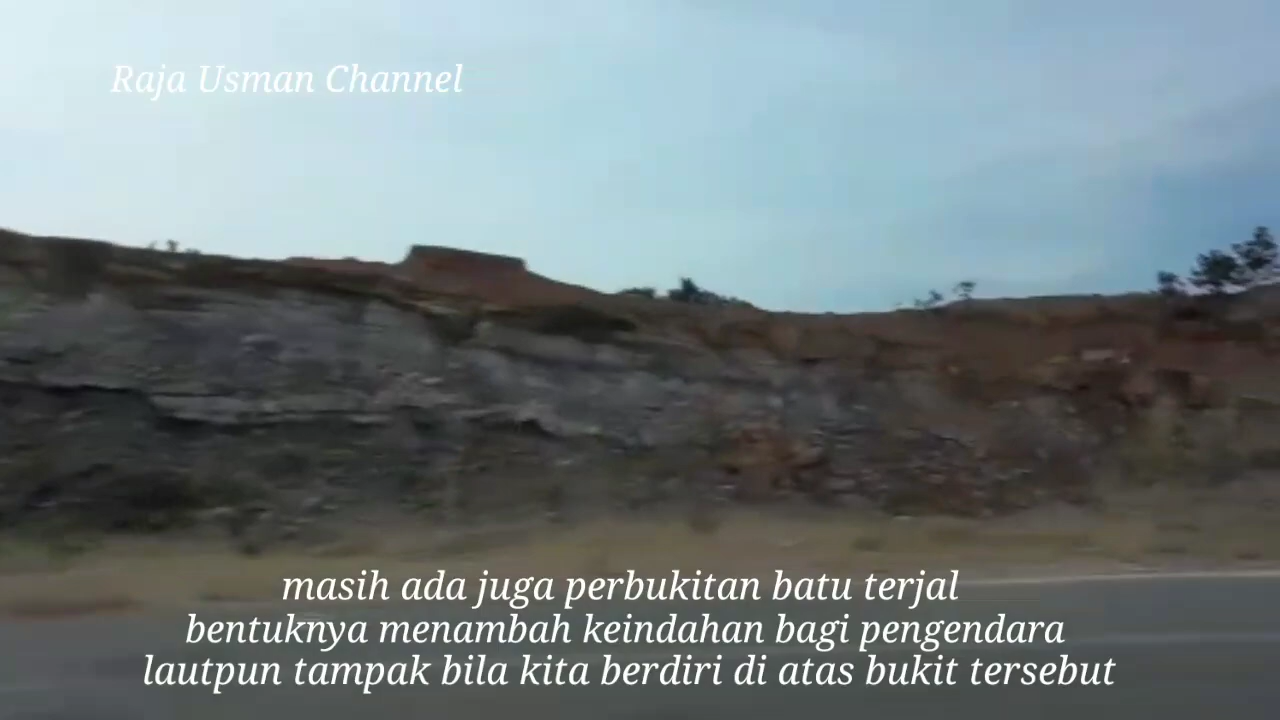 Raja Usman Channel
masih ada juga perbukitan batu terjal
bentuknya menambah keindahan bagi pengendara
lautpun tampak bila kita berdiri di atas bukit tersebut